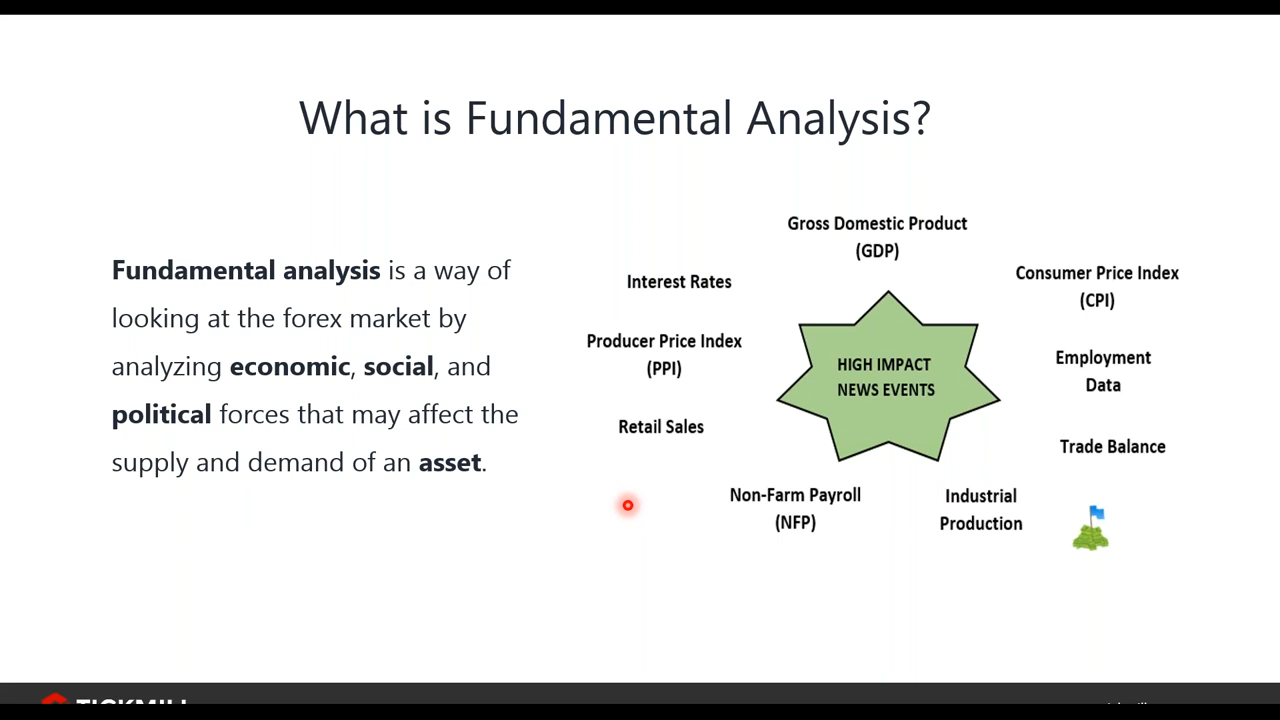 What is Fundamental Analysis?
Fundamental analysis is a way of
looking at the forex market by
analyzing economic, social, and
political forces that may affect the
supply and demand of an asset.
Gross Domestic Product
(GDP)
Interest Rates
Consumer Price Index
(CPI)
Producer Price Index
(PPI)
HIGH IMPACT
NEWS EVENTS
Employment
Data
Retail Sales
Trade Balance
Non-Farm Payroll
(NFP)
Industrial
Production
TICKMILL